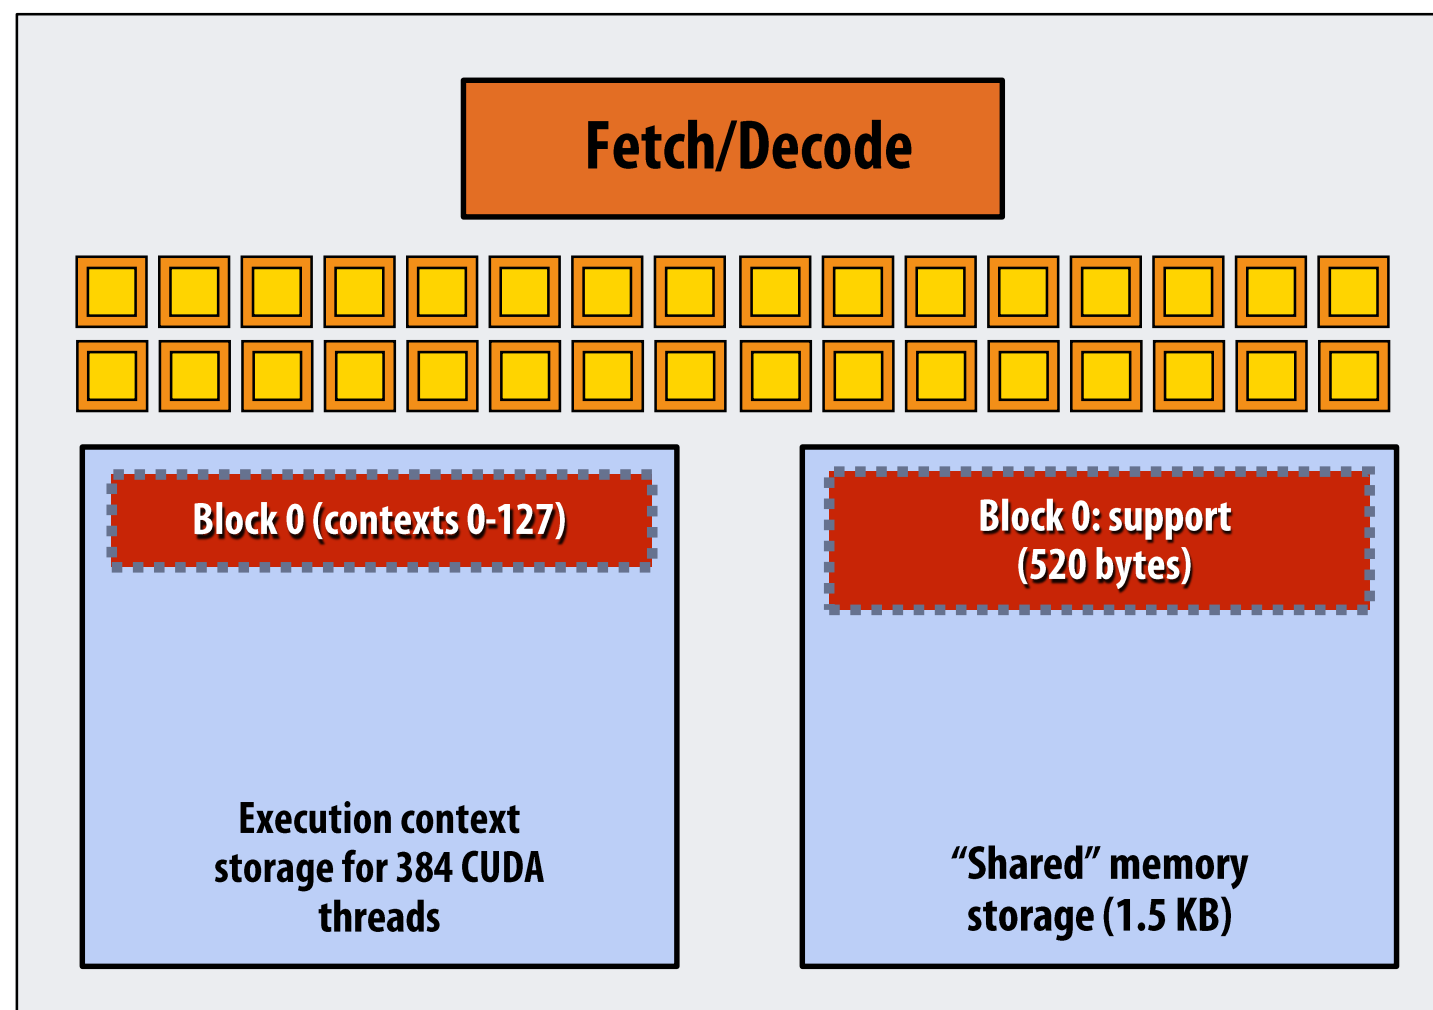 Fetch/Decode
Block 0 (contexts 0-127)
Execution context
storage for 384 CUDA
threads
Block 0: support
(520 bytes)
“Shared” memory
storage (1.5 KB)